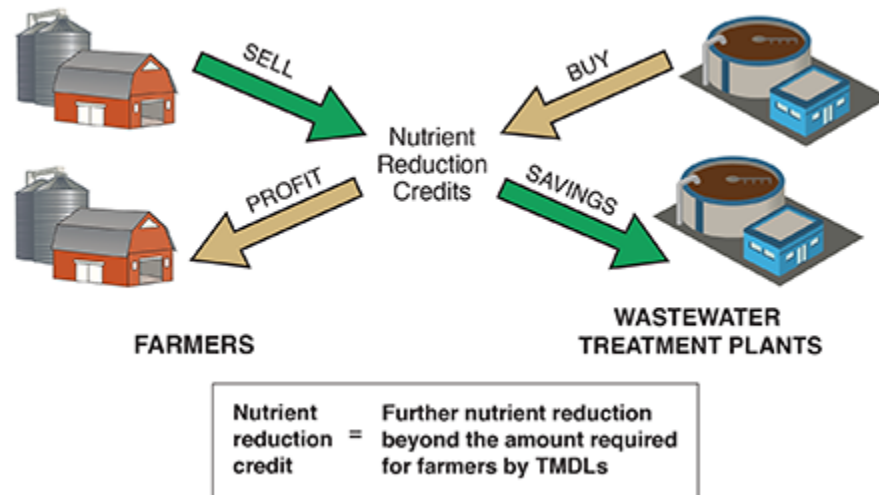 SELL
BUY
Nutrient
Reduction
Credits
PROFIT
SAVINGS
FARMERS
WASTEWATER
TREATMENT PLANTS
Nutrient
reduction
credit
=
Further nutrient reduction
beyond the amount required
for farmers by TMDLs